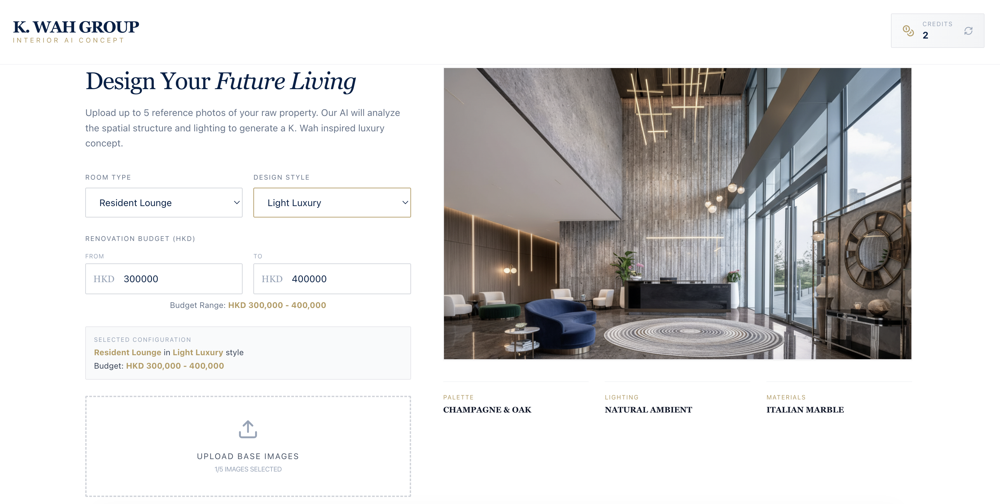 K. WAH GROUP
INTERIOR AI CONCEPT
CREDITS
2
Design Your Future Living
Upload up to 5 reference photos of your raw property. Our AI will analyze
the spatial structure and lighting to generate a K. Wah inspired luxury
concept.
ROOM TYPE
DESIGN STYLE
Resident Lounge
Light Luxury
RENOVATION BUDGET (HKD)
FROM
TO
HKD 300000
HKD 400000
Budget Range: HKD 300,000 - 400,000
SELECTED CONFIGURATION
Resident Lounge in Light Luxury style
Budget: HKD 300,000 - 400,000
UPLOAD BASE IMAGES
1/5 IMAGES SELECTED
PALETTE
CHAMPAGNE & OAK
LIGHTING
NATURAL AMBIENT
MATERIALS
ITALIAN MARBLE